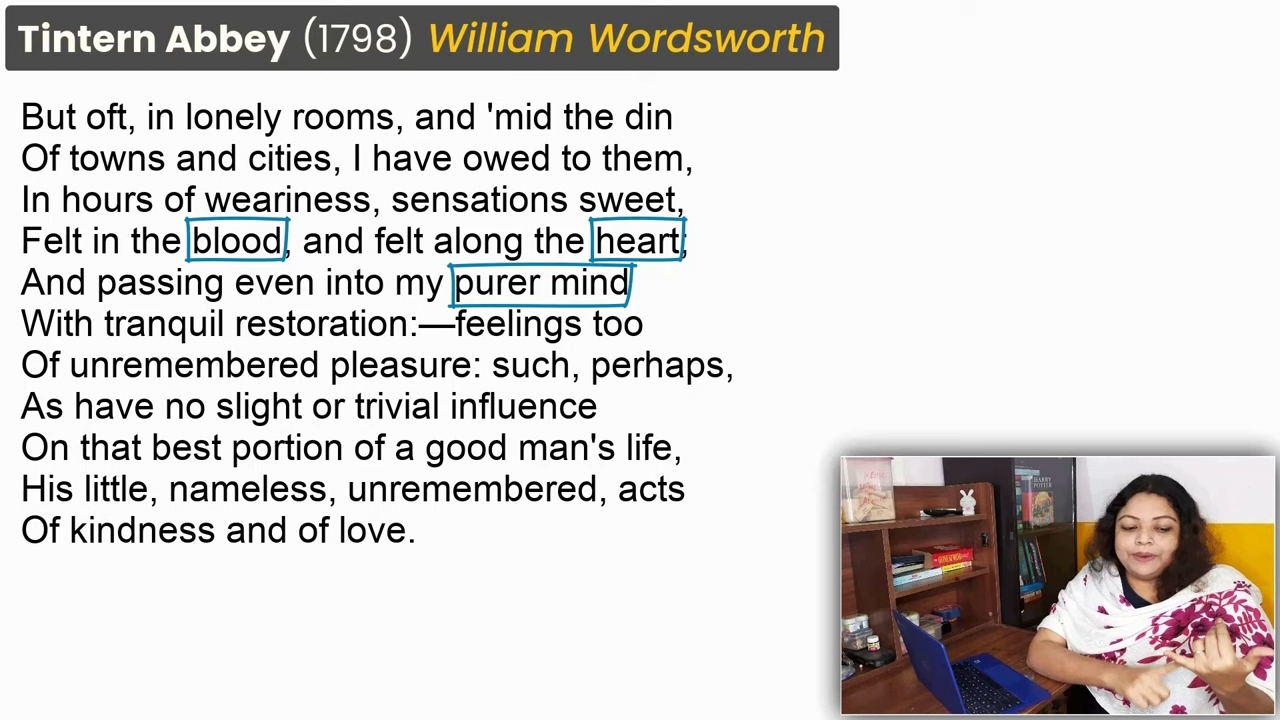 Tintern Abbey (1798) William Wordsworth
But oft, in lonely rooms, and 'mid the din
Of towns and cities, I have owed to them,
In hours of weariness, sensations sweet,
Felt in the blood, and felt along the heart;
And passing even into my purer mind
With tranquil restoration:—feelings too
Of unremembered pleasure: such, perhaps,
As have no slight or trivial influence
On that best portion of a good man's life,
His little, nameless, unremembered, acts
Of kindness and of love.
HARRY
POTTER